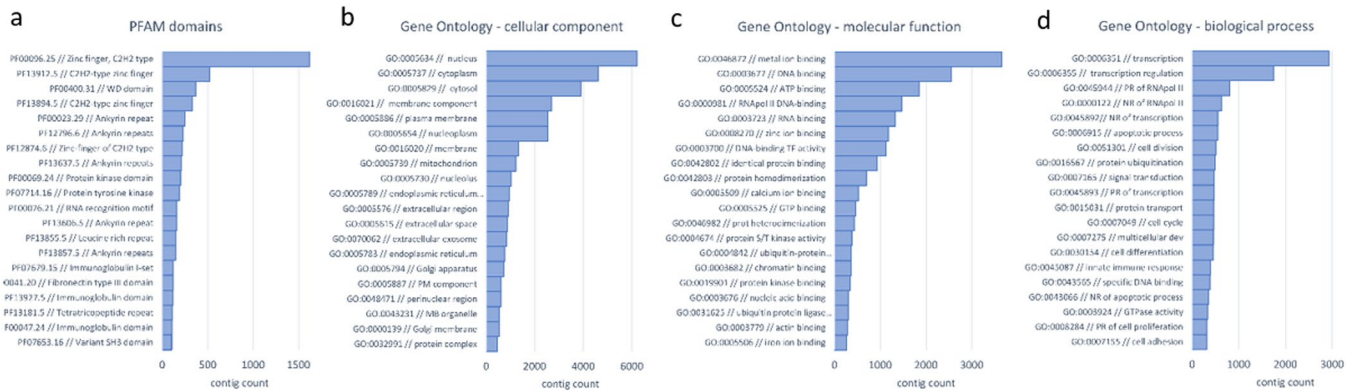 a
PFAM domains
PF00096.25 // Zinc finger, C2H2 type
PF13912.5 // C2H2-type zinc finger
PF00400.31 // WD domain
PF13894.5 // C2H2-type zinc finger
PF00023.29 // Ankyrin repeat
PF12796.6 // Ankyrin repeats
PF12874.6 // Zinc-finger of C2H2 type
PF13637.5 // Ankyrin repeats
PF00069.24 // Protein kinase domain
PF07714.16 // Protein tyrosine kinase
PF00076.21 // RNA recognition motif
PF13606.5 // Ankyrin repeat
PF13855.5 // Leucine rich repeat
PF13857.5 // Ankyrin repeats
PF07679.15 // Immunoglobulin I-set
0041.20 // Fibronectin type III domain
PF13927.5 // Immunoglobulin domain
PF13181.5 // Tetratricopeptide repeat
F00047.24 // Immunoglobulin domain
PF07653.16 // Variant SH3 domain
0 500 1000 1500
contig count
b
Gene Ontology - cellular component
GO:0005634 // nucleus
GO:0005737 // cytoplasm
GO:0005829 // cytosol
GO:0016021 // membrane component
GO:0005886 // plasma membrane
GO:0005654 // nucleoplasm
GO:0016020 // membrane
GO:0005739 // mitochondrion
GO:0005730 // nucleolus
GO:0005789 // endoplasmic reticulum...
GO:0005576 // extracellular region
GO:0005615 // extracellular space
GO:0070062 // extracellular exosome
GO:0005783 // endoplasmic reticulum
GO:0005794 // Golgi apparatus
GO:0005887 // PM component
GO:0048471 // perinuclear region
GO:0043231 // MB organelle
GO:0000139 // Golgi membrane
GO:0032991 // protein complex
0 2000 4000 6000
contig count
c
Gene Ontology - molecular function
GO:0046872 // metal ion binding
GO:0003677 // DNA binding
GO:0005524 // ATP binding
GO:0000981 // RNApol II DNA-binding
GO:0003723 // RNA binding
GO:0008270 // zinc ion binding
GO:0003700 // DNA-binding TF activity
GO:0042802 // identical protein binding
GO:0042803 // protein homodimerization
GO:0005509 // calcium ion binding
GO:0005525 // GTP binding
GO:0046982 // prot heterodimerization
GO:0004674 // protein S/T kinase activity
GO:0004842 // ubiquitin-protein...
GO:0003682 // chromatin binding
GO:0019901 // protein kinase binding
GO:0003676 // nucleic acid binding
GO:0031625 // ubiquitin protein ligase...
GO:0003779 // actin binding
GO:0005506 // iron ion binding
0 1000 2000 3000
contig count
d
Gene Ontology - biological process
GO:0006351 // transcription
GO:0006355 // transcription regulation
GO:0045944 // PR of RNApol II
GO:0000122 // NR of RNApol II
GO:0045892// NR of transcription
GO:0006915 // apoptotic process
GO:0051301 // cell division
GO:0016567 // protein ubiquitination
GO:0007165 // signal transduction
GO:0045893 // PR of transcription
GO:0015031 // protein transport
GO:0007049 // cell cycle
GO:0007275 // multicellular dev
GO:0030154 // cell differentiation
GO:0045087 // innate immune response
GO:0043565 // specific DNA binding
GO:0043066 // NR of apoptotic process
GO:0003924 // GTPase activity
GO:0008284 // PR of cell proliferation
GO:0007155 // cell adhesion
0 1000 2000 3000
contig count